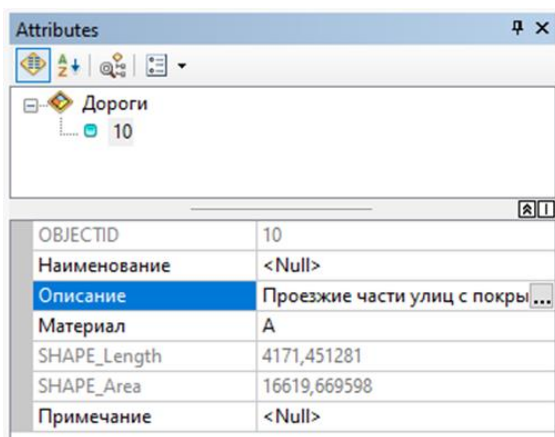 Attributes
Дороги
10
OBJECTID 10
Наименование <Null>
Описание Проезжие части улиц с покры ...
Материал А
SHAPE_Length 4171,451281
SHAPE_Area 16619,669598
Примечание <Null>